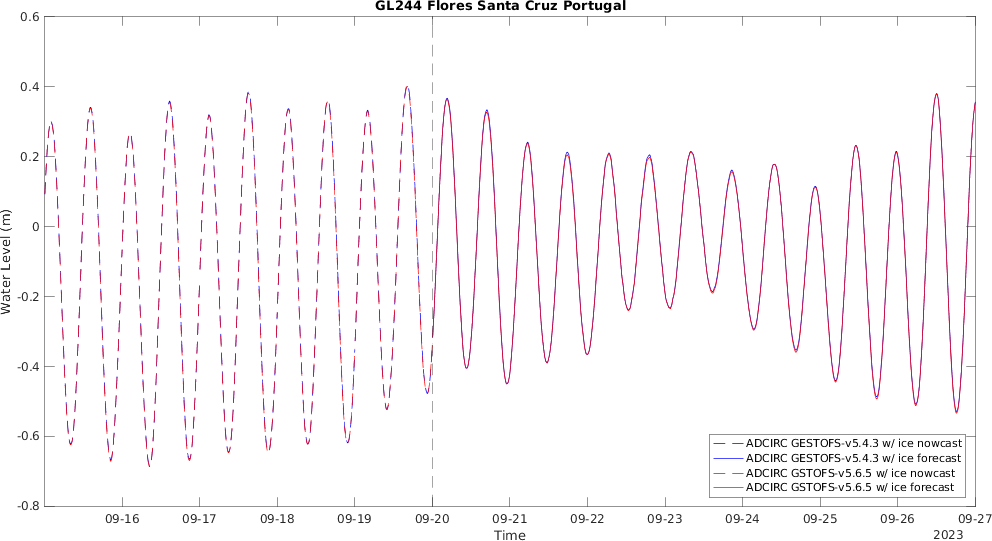 GL244 Flores Santa Cruz Portugal
0.6
0.4
0.2
0
-0.2
-0.4
-0.6
-0.8
Water Level (m)
ADCIRC GESTOFS-v5.4.3 w/ ice nowcast
ADCIRC GESTOFS-v5.4.3 w/ ice forecast
ADCIRC GSTOFS-v5.6.5 w/ ice nowcast
ADCIRC GSTOFS-v5.6.5 w/ ice forecast
09-16 09-17 09-18 09-19 09-20 09-21 09-22 09-23 09-24 09-25 09-26 09-27
Time
2023